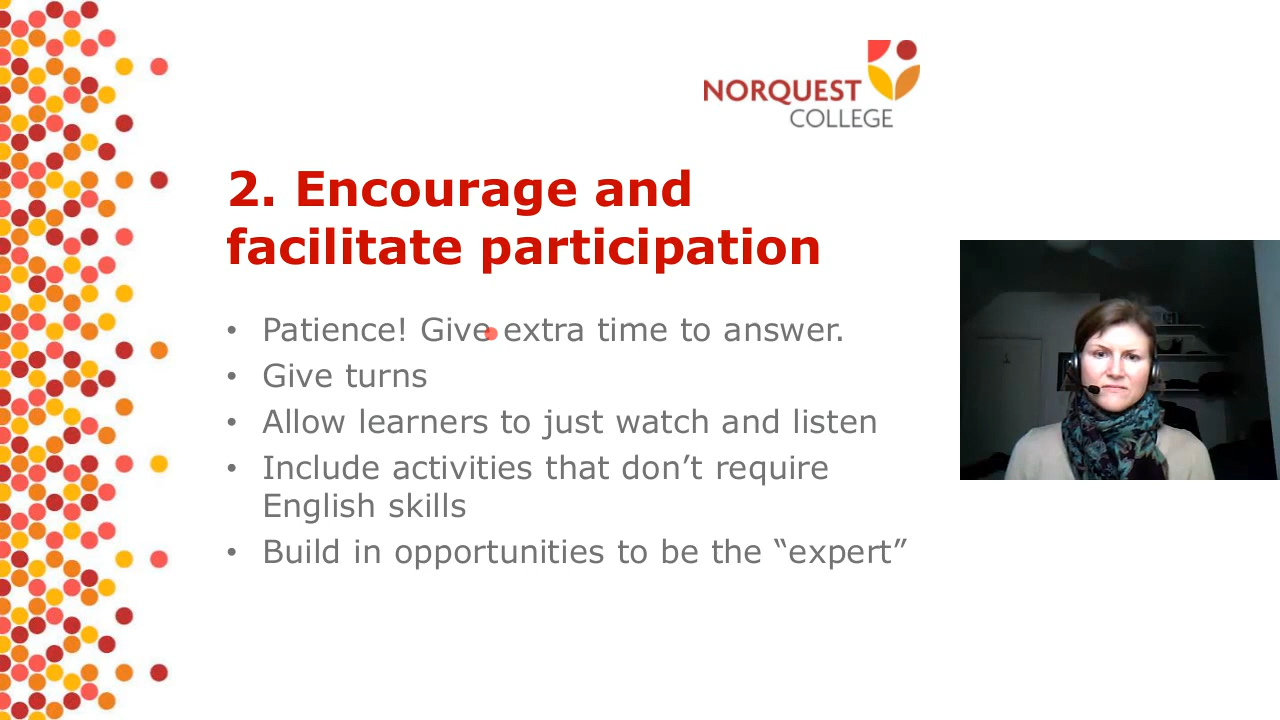 NORQUEST
COLLEGE
2. Encourage and
facilitate participation
• Patience! Give extra time to answer.
• Give turns
• Allow learners to just watch and listen
• Include activities that don’t require
English skills
• Build in opportunities to be the “expert”